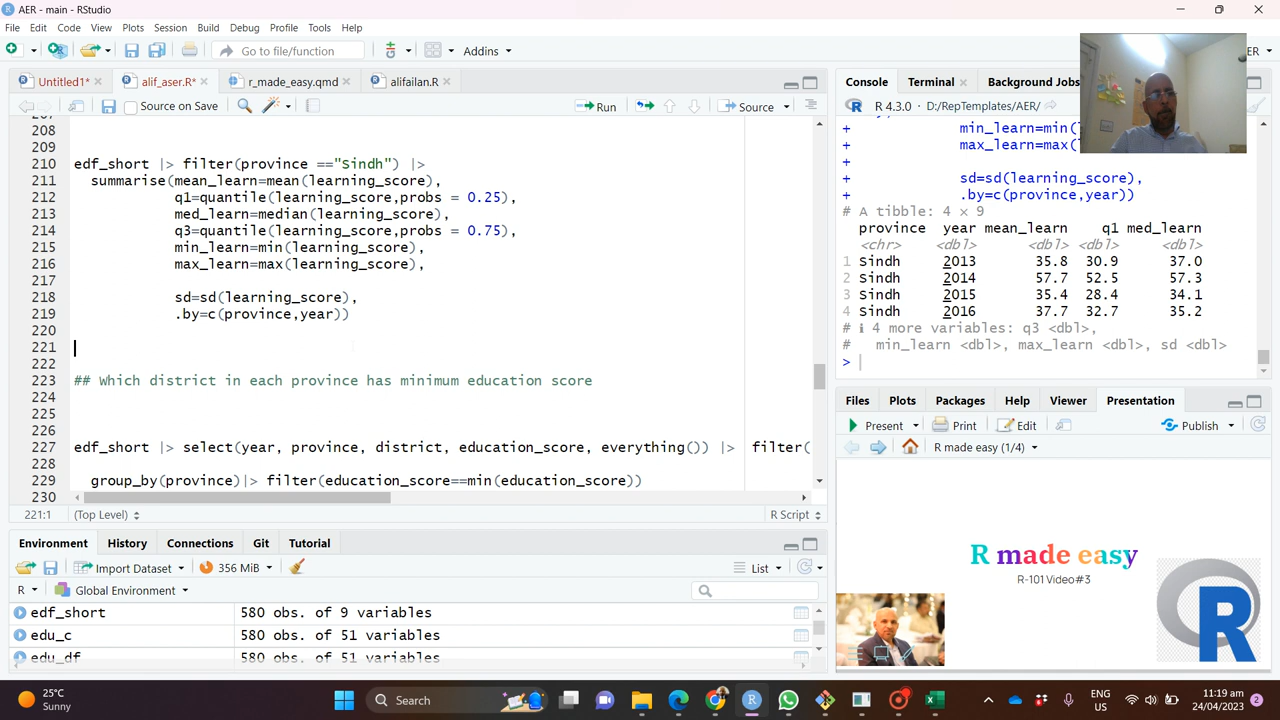 AER - main - RStudio
File Edit Code View Plots Session Build Debug Profile Tools Help
Go to file/function Addins
Untitled1* alif_aser.R* r_made_easy.qmd alifailan.R
Source on Save Run Source
208
209
210 edf_short |> filter(province =="Sindh") |>
211 summarise(mean_learn=mean(learning_score),
212 q1=quantile(learning_score,probs = 0.25),
213 med_learn=median(learning_score),
214 q3=quantile(learning_score,probs = 0.75),
215 min_learn=min(learning_score),
216 max_learn=max(learning_score),
217
218 sd=sd(learning_score),
219 .by=c(province,year))
220
221
222
223 ## Which district in each province has minimum education score
224
225
226
227 edf_short |> select(year, province, district, education_score, everything()) |> filter(
228
229 group_by(province)|> filter(education_score==min(education_score))
230
221:1 (Top Level) R Script
Console Terminal Background Jobs
ER
R 4.3.0 · D:/RepTemplates/AER/
+ min_learn=min(
+ max_learn=max(
+
+ sd=sd(learning_score),
+ .by=c(province,year))
# A tibble: 4 × 9
province year mean_learn q1 med_learn
<chr> <dbl> <dbl> <dbl> <dbl>
1 Sindh 2013 35.8 30.9 37.0
2 Sindh 2014 57.7 52.5 57.3
3 Sindh 2015 35.4 28.4 34.1
4 Sindh 2016 37.7 32.7 35.2
# ℹ 4 more variables: q3 <dbl>,
# min_learn <dbl>, max_learn <dbl>, sd <dbl>
>
Files Plots Packages Help Viewer Presentation
Present Print Edit Publish
R made easy (1/4)
R made easy
R-101 Video#3
R
Environment History Connections Git Tutorial
Import Dataset 356 MiB List
R Global Environment
edf_short 580 obs. of 9 variables
edu_c 580 obs. of 51 variables
edu_df 580 obs. of 51 variables
25°C
Sunny
Search
ENG
US
11:19 am
24/04/2023
2